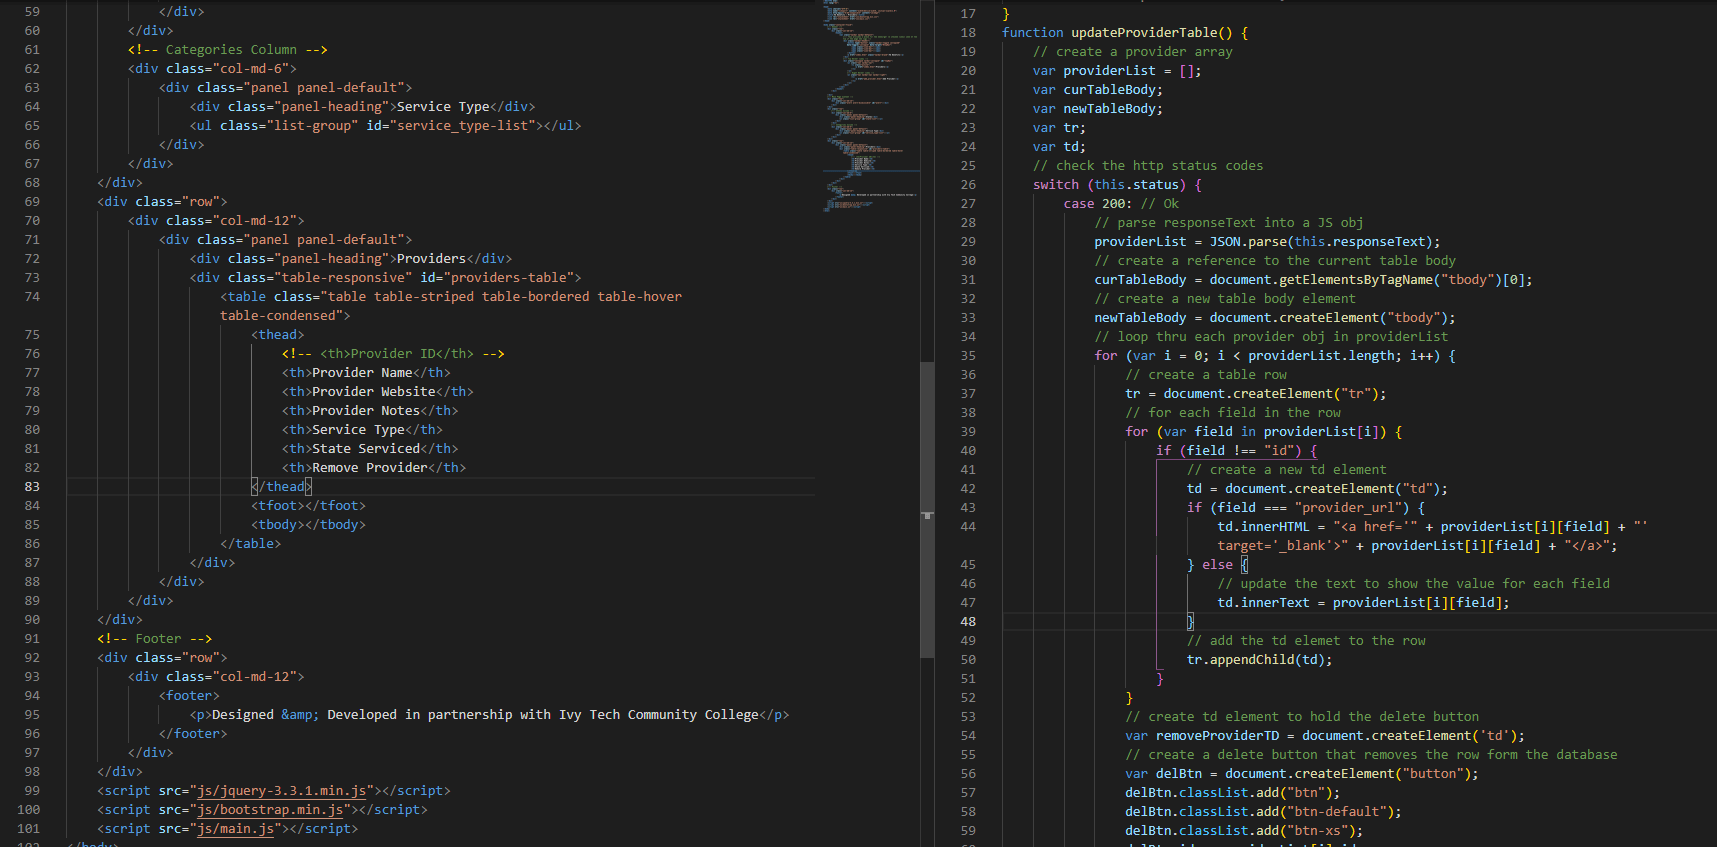 59 </div>
60 </div>
61 <!-- Categories Column -->
62 <div class="col-md-6">
63 <div class="panel panel-default">
64 <div class="panel-heading">Service Type</div>
65 <ul class="list-group" id="service_type-list"></ul>
66 </div>
67 </div>
68 </div>
69 <div class="row">
70 <div class="col-md-12">
71 <div class="panel panel-default">
72 <div class="panel-heading">Providers</div>
73 <div class="table-responsive" id="providers-table">
74 <table class="table table-striped table-bordered table-hover
table-condensed">
75 <thead>
76 <!-- <th>Provider ID</th> -->
77 <th>Provider Name</th>
78 <th>Provider Website</th>
79 <th>Provider Notes</th>
80 <th>Service Type</th>
81 <th>State Serviced</th>
82 <th>Remove Provider</th>
83 </thead>
84 <tfoot></tfoot>
85 <tbody></tbody>
86 </table>
87 </div>
88 </div>
89 </div>
90 </div>
91 <!-- Footer -->
92 <div class="row">
93 <div class="col-md-12">
94 <footer>
95 <p>Designed &amp; Developed in partnership with Ivy Tech Community College</p>
96 </footer>
97 </div>
98 </div>
99 <script src="js/jquery-3.3.1.min.js"></script>
100 <script src="js/bootstrap.min.js"></script>
101 <script src="js/main.js"></script>
17 }
18 function updateProviderTable() {
19 // create a provider array
20 var providerList = [];
21 var curTableBody;
22 var newTableBody;
23 var tr;
24 var td;
25 // check the http status codes
26 switch (this.status) {
27 case 200: // Ok
28 // parse responseText into a JS obj
29 providerList = JSON.parse(this.responseText);
30 // create a reference to the current table body
31 curTableBody = document.getElementsByTagName("tbody")[0];
32 // create a new table body element
33 newTableBody = document.createElement("tbody");
34 // loop thru each provider obj in providerList
35 for (var i = 0; i < providerList.length; i++) {
36 // create a table row
37 tr = document.createElement("tr");
38 // for each field in the row
39 for (var field in providerList[i]) {
40 if (field !== "id") {
41 // create a new td element
42 td = document.createElement("td");
43 if (field === "provider_url") {
44 td.innerHTML = "<a href='" + providerList[i][field] + "'
target='_blank'>" + providerList[i][field] + "</a>";
45 } else {
46 // update the text to show the value for each field
47 td.innerText = providerList[i][field];
48 }
49 // add the td elemet to the row
50 tr.appendChild(td);
51 }
52 }
53 // create td element to hold the delete button
54 var removeProviderTD = document.createElement('td');
55 // create a delete button that removes the row form the database
56 var delBtn = document.createElement("button");
57 delBtn.classList.add("btn");
58 delBtn.classList.add("btn-default");
59 delBtn.classList.add("btn-xs");